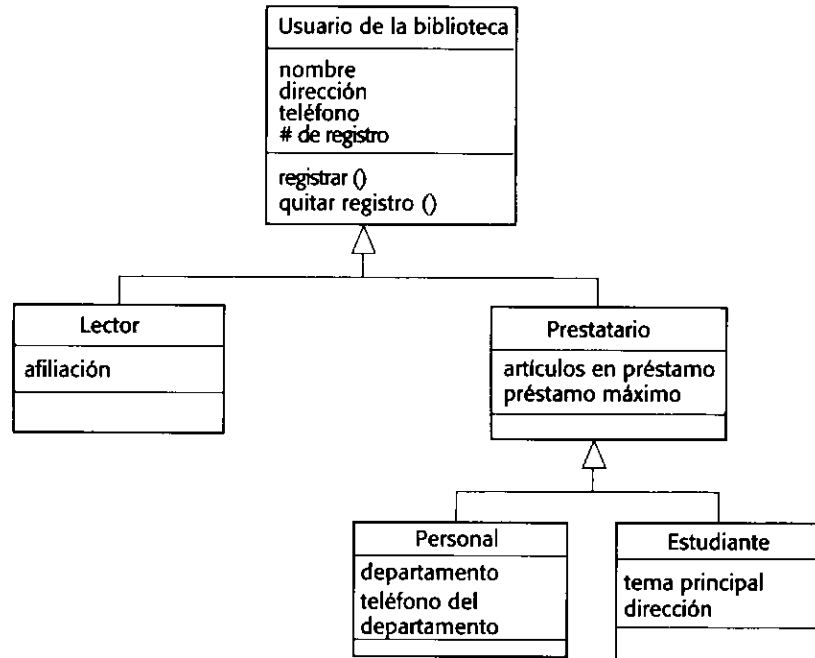 Usuario de la biblioteca
nombre
dirección
teléfono
# de registro
registrar ()
quitar registro ()
Lector
afiliación
Prestatario
artículos en préstamo
préstamo máximo
Personal
departamento
teléfono del
departamento
Estudiante
tema principal
dirección